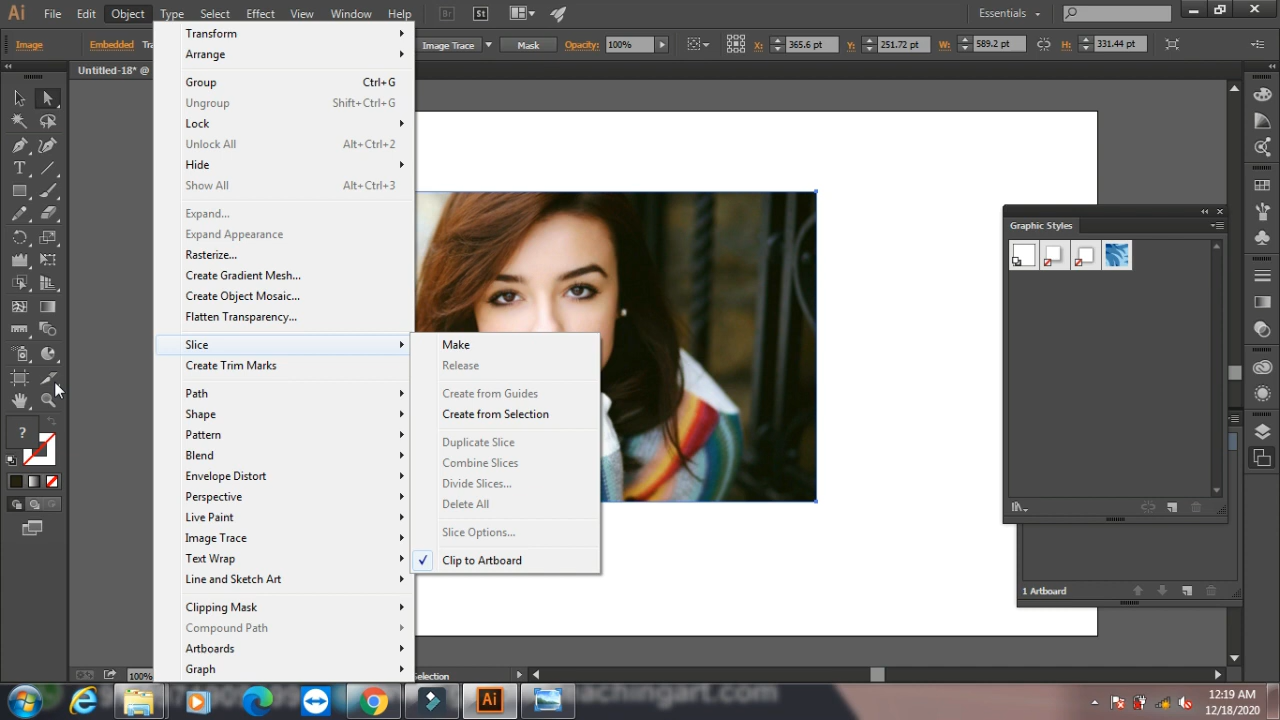 Ai File Edit Object Type Select Effect View Window Help Br St Essentials
Image Embedded Image Trace Mask Opacity: 100% X: 365.6 pt Y: 251.72 pt W: 589.2 pt H: 331.44 pt
Untitled-18* @
Transform
Arrange
Group Ctrl+G
Ungroup Shift+Ctrl+G
Lock
Unlock All Alt+Ctrl+2
Hide
Show All Alt+Ctrl+3
Expand...
Expand Appearance
Rasterize...
Create Gradient Mesh...
Create Object Mosaic...
Flatten Transparency...
Slice
Create Trim Marks
Path
Shape
Pattern
Blend
Envelope Distort
Perspective
Live Paint
Image Trace
Text Wrap
Line and Sketch Art
Clipping Mask
Compound Path
Artboards
Graph
Make
Release
Create from Guides
Create from Selection
Duplicate Slice
Combine Slices
Divide Slices...
Delete All
Slice Options...
Clip to Artboard
Graphic Styles
1 Artboard
?
100%
Ai
12:19 AM
12/18/2020